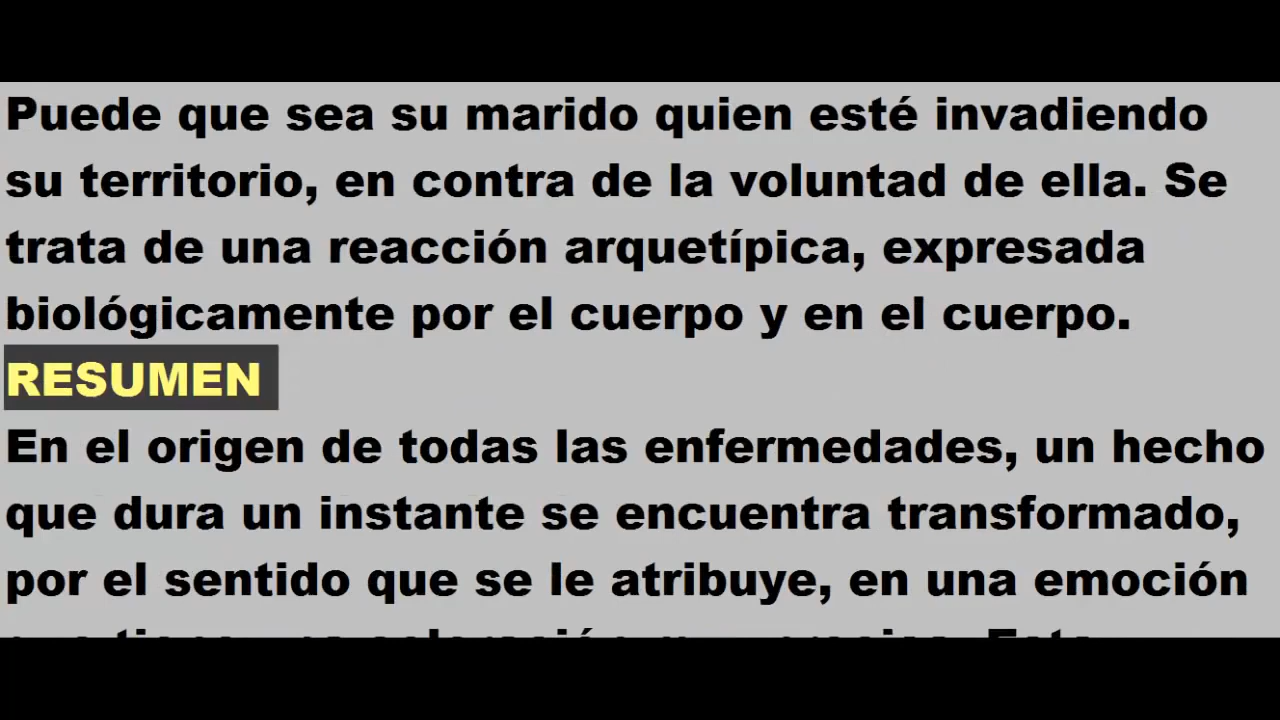 Puede que sea su marido quien esté invadiendo
su territorio, en contra de la voluntad de ella. Se
trata de una reacción arquetípica, expresada
biológicamente por el cuerpo y en el cuerpo.
RESUMEN
En el origen de todas las enfermedades, un hecho
que dura un instante se encuentra transformado,
por el sentido que se le atribuye, en una emoción